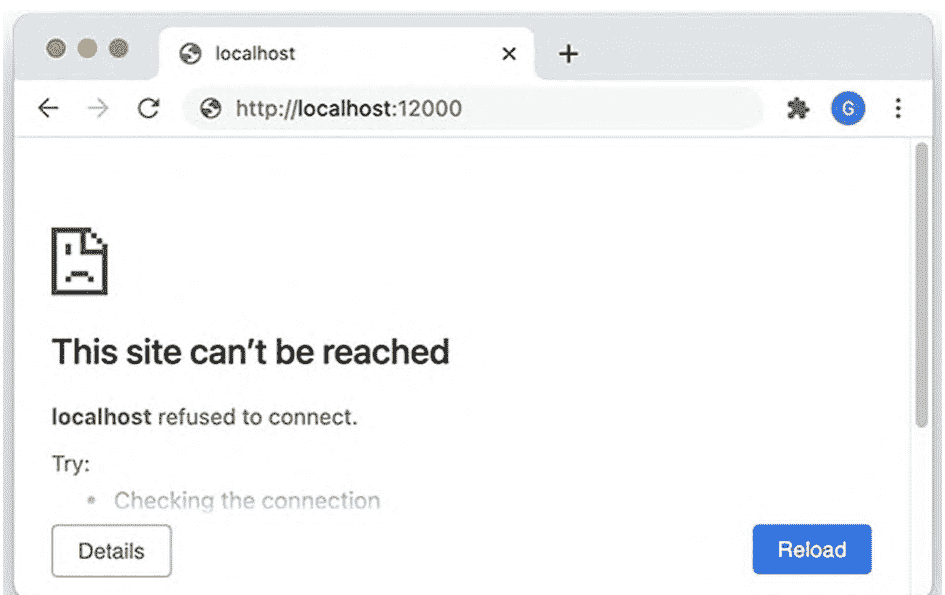 localhost
http://localhost:12000
G
This site can’t be reached
localhost refused to connect.
Try:
• Checking the connection
Details
Reload